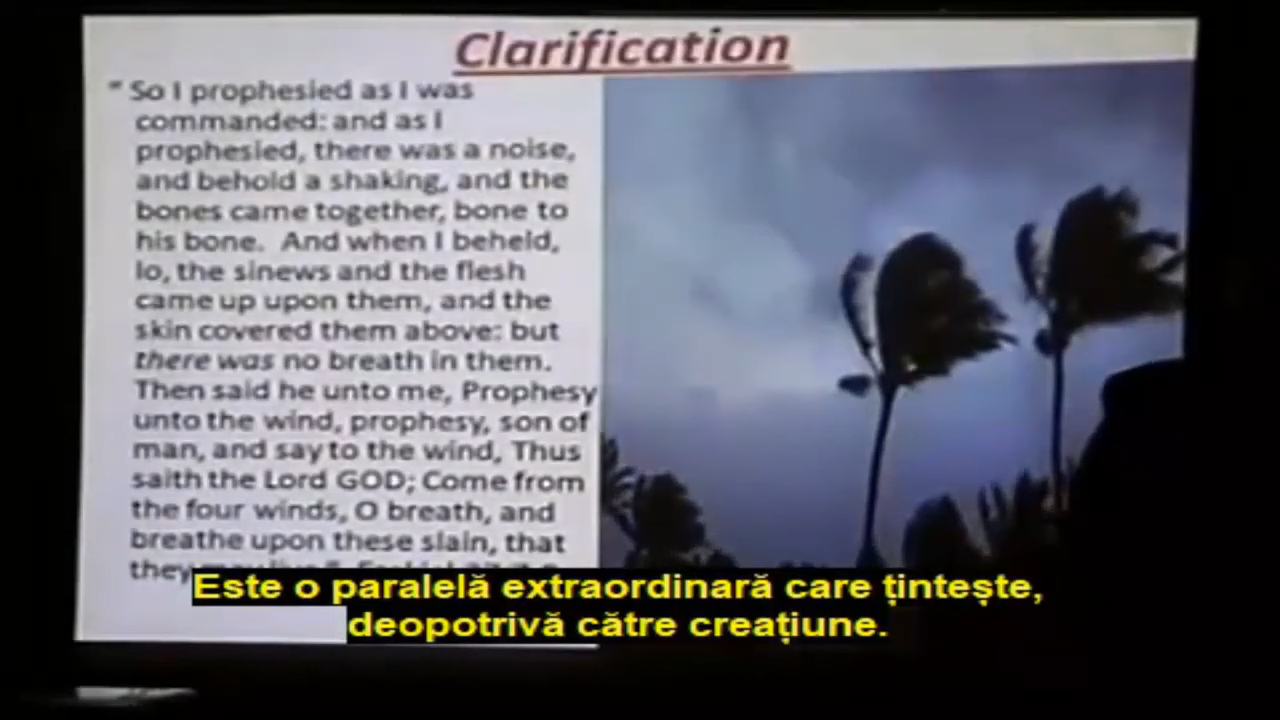 Clarification
" So I prophesied as I was
commanded: and as I
prophesied, there was a noise,
and behold a shaking, and the
bones came together, bone to
his bone. And when I beheld,
lo, the sinews and the flesh
came up upon them, and the
skin covered them above: but
there was no breath in them.
Then said he unto me, Prophesy
unto the wind, prophesy, son of
man, and say to the wind, Thus
saith the Lord GOD; Come from
the four winds, O breath, and
breathe upon these slain, that
they
Este o paralelă extraordinară care țintește,
deopotrivă către creațiune.